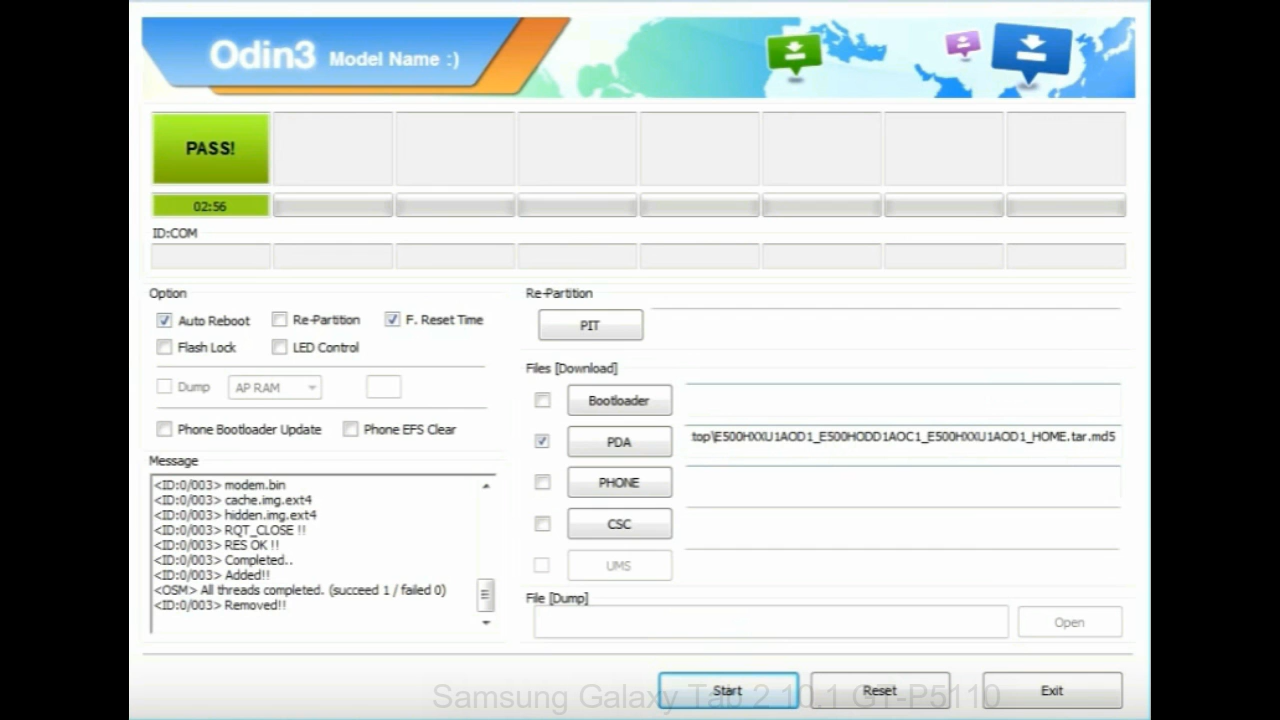 Odin3 Model Name :)
PASS!
02:56
ID:COM
Option
Auto Reboot Re-Partition F. Reset Time
Flash Lock LED Control
Dump AP RAM
Phone Bootloader Update Phone EFS Clear
Message
<ID:0/003> modem.bin
<ID:0/003> cache.img.ext4
<ID:0/003> hidden.img.ext4
<ID:0/003> RQT_CLOSE !!
<ID:0/003> RES OK !!
<ID:0/003> Completed..
<ID:0/003> Added!!
<OSM> All threads completed. (succeed 1 / failed 0)
<ID:0/003> Removed!!
Re-Partition
PIT
Files [Download]
Bootloader
PDA top\E500HXXU1AOD1_E500HODD1AOC1_E500HXXU1AOD1_HOME.tar.md5
PHONE
CSC
UMS
File [Dump]
Open
Start Reset Exit
Samsung Galaxy Tab 2 10.1 GT-P5110